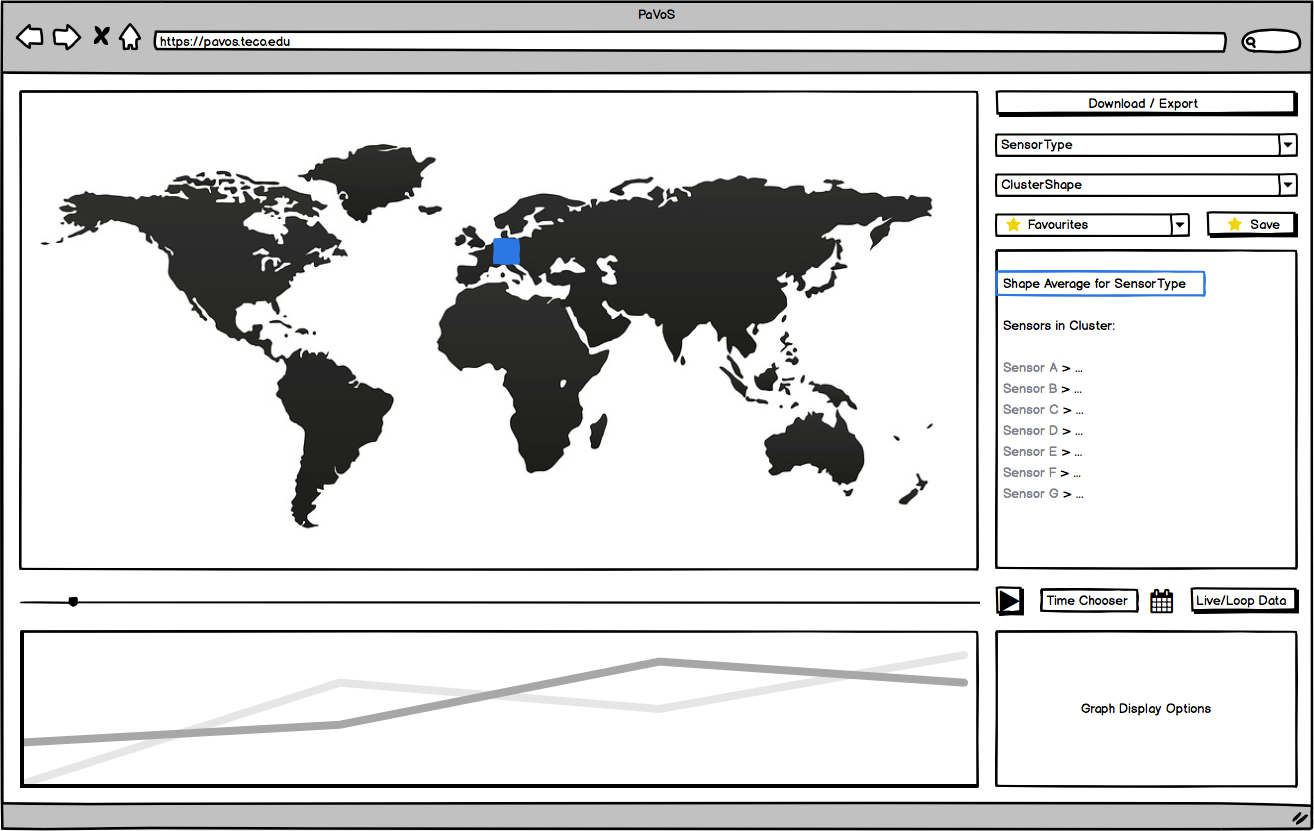 PaVoS
https://pavos.teco.edu
Download / Export
SensorType
ClusterShape
Favourites
Save
Shape Average for SensorType
Sensors in Cluster:
Sensor A > ...
Sensor B > ...
Sensor C > ...
Sensor D > ...
Sensor E > ...
Sensor F > ...
Sensor G > ...
Time Chooser
Live/Loop Data
Graph Display Options